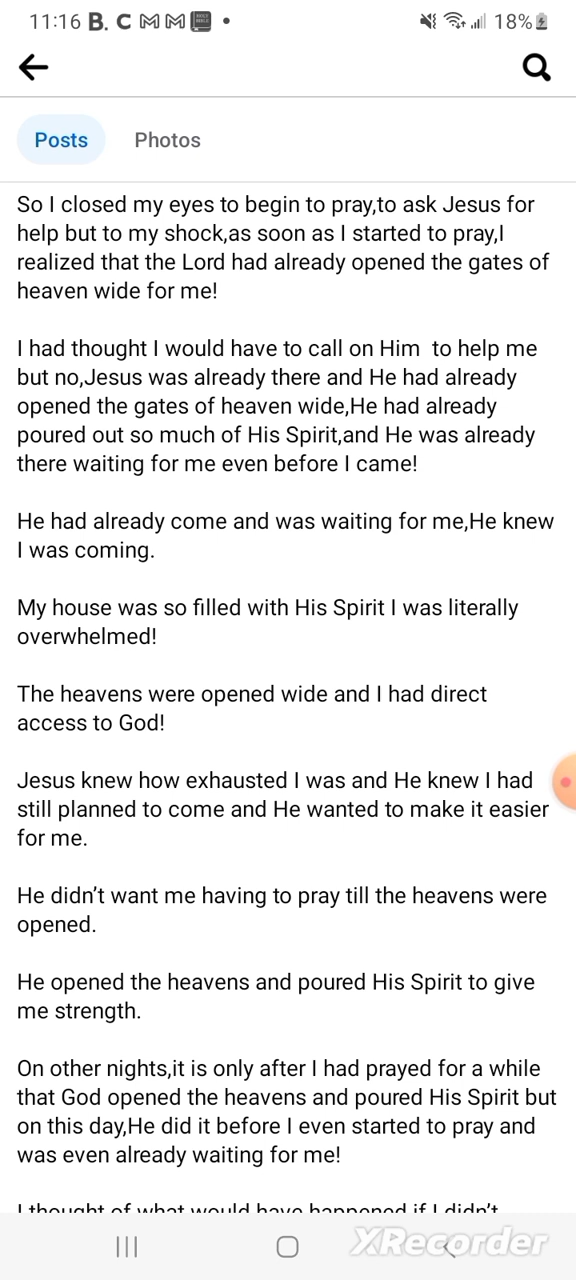 11:16 B. C M M 18%
Posts Photos
So I closed my eyes to begin to pray,to ask Jesus for
help but to my shock,as soon as I started to pray,I
realized that the Lord had already opened the gates of
heaven wide for me!
I had thought I would have to call on Him  to help me
but no,Jesus was already there and He had already
opened the gates of heaven wide,He had already
poured out so much of His Spirit,and He was already
there waiting for me even before I came!
He had already come and was waiting for me,He knew
I was coming.
My house was so filled with His Spirit I was literally
overwhelmed!
The heavens were opened wide and I had direct
access to God!
Jesus knew how exhausted I was and He knew I had
still planned to come and He wanted to make it easier
for me.
He didn’t want me having to pray till the heavens were
opened.
He opened the heavens and poured His Spirit to give
me strength.
On other nights,it is only after I had prayed for a while
that God opened the heavens and poured His Spirit but
on this day,He did it before I even started to pray and
was even already waiting for me!
I thought of what would have happened if I didn’t
XRecorder